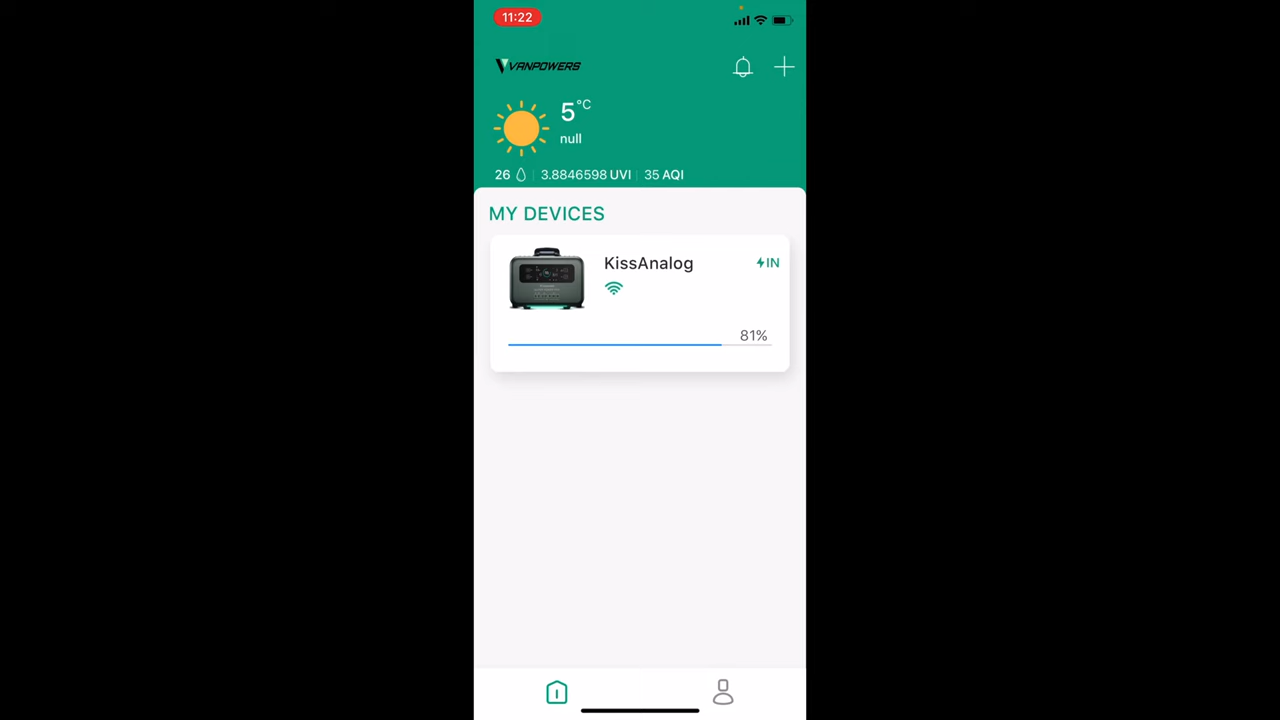 11:22
VANPOWERS
5°C
null
26 | 3.8846598 UVI | 35 AQI
MY DEVICES
KissAnalog
IN
81%